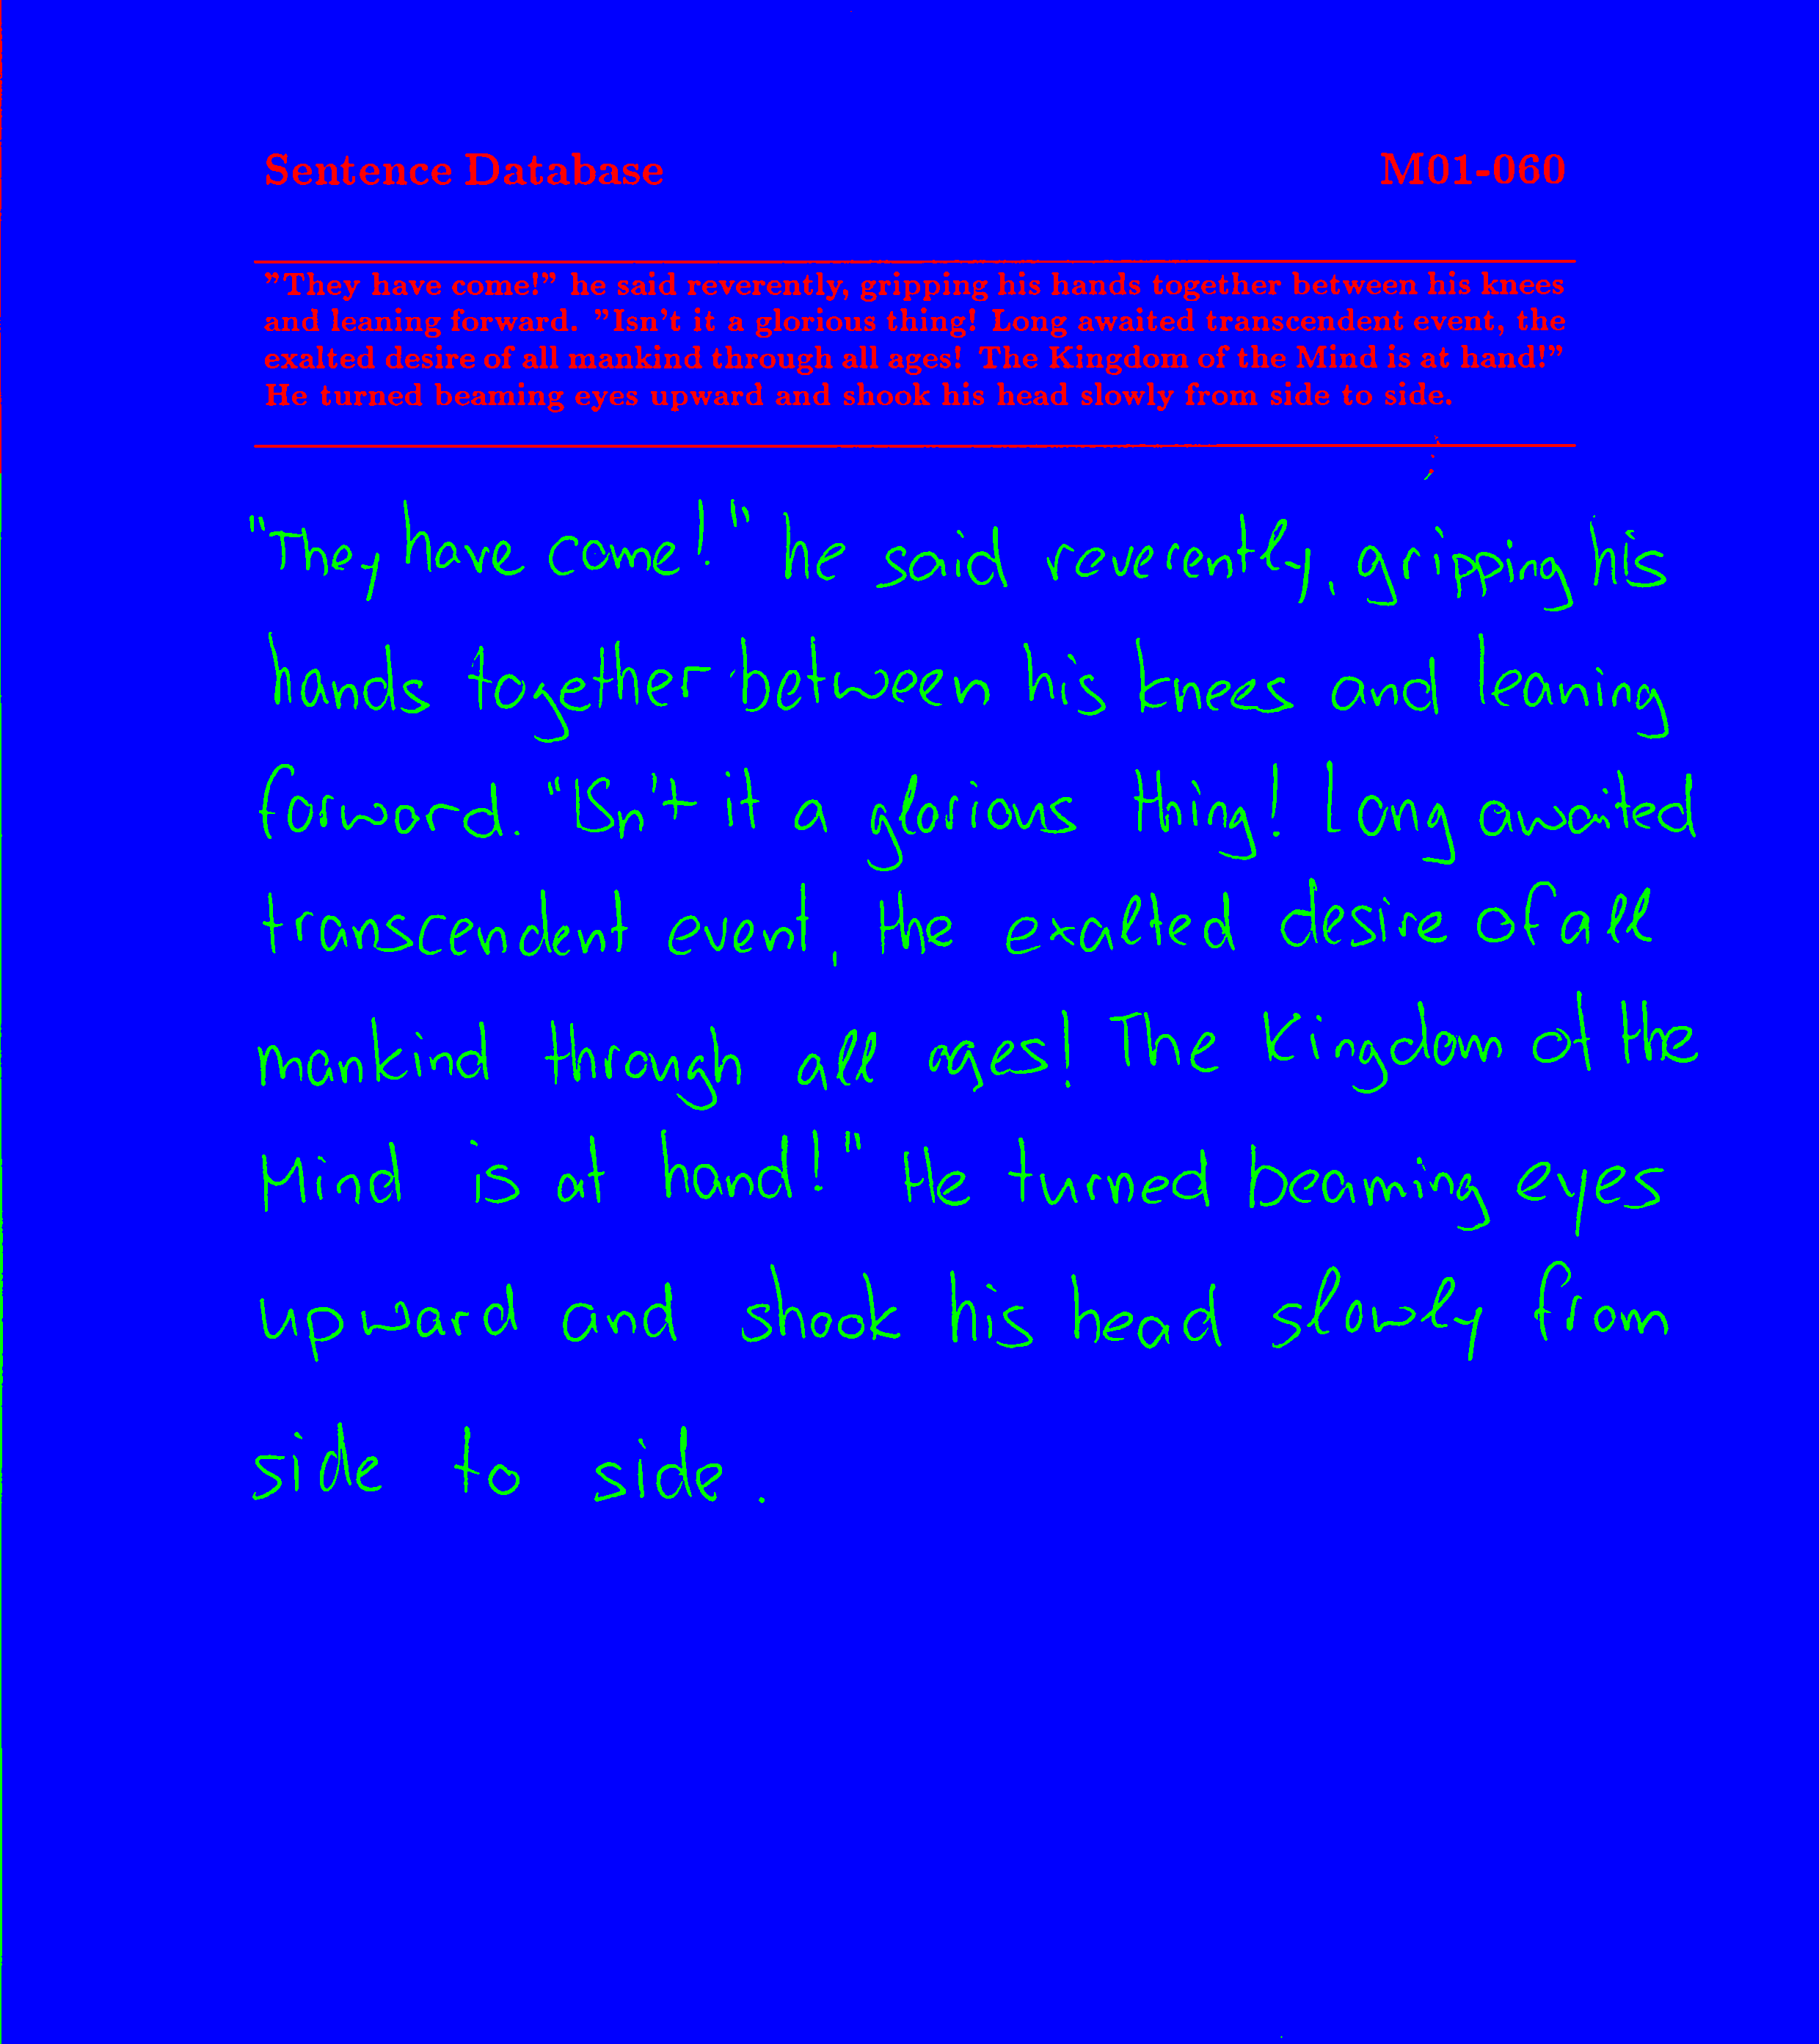 Sentence Database
M01-060
"They have come!" he said reverently, gripping his hands together between his knees
and leaning forward. "Isn't it a glorious thing! Long awaited transcendent event, the
exalted desire of all mankind through all ages! The Kingdom of the Mind is at hand!"
He turned beaming eyes upward and shook his head slowly from side to side.
"They have come!" he said reverently, gripping his
hands together between his knees and leaning
forward. "Isn't it a glorious thing! Long awaited
transcendent event, the exalted desire of all
mankind through all ages! The Kingdom of the
Mind is at hand!" He turned beaming eyes
upward and shook his head slowly from
side to side.